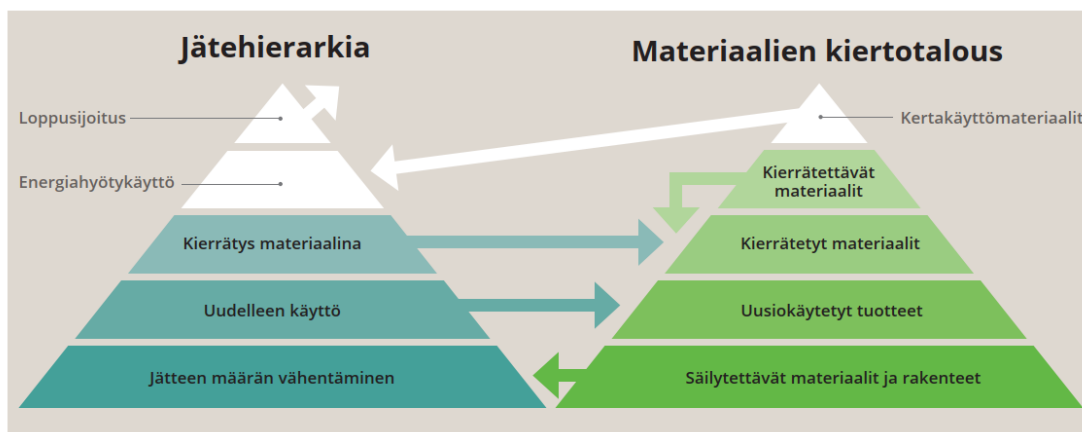 Jätehierarkia
Loppusijoitus
Energiahyötykäyttö
Kierrätys materiaalina
Uudelleen käyttö
Jätteen määrän vähentäminen
Materiaalien kiertotalous
Kertakäyttömateriaalit
Kierrätettävät
materiaalit
Kierrätetyt materiaalit
Uusiokäytetyt tuotteet
Säilytettävät materiaalit ja rakenteet